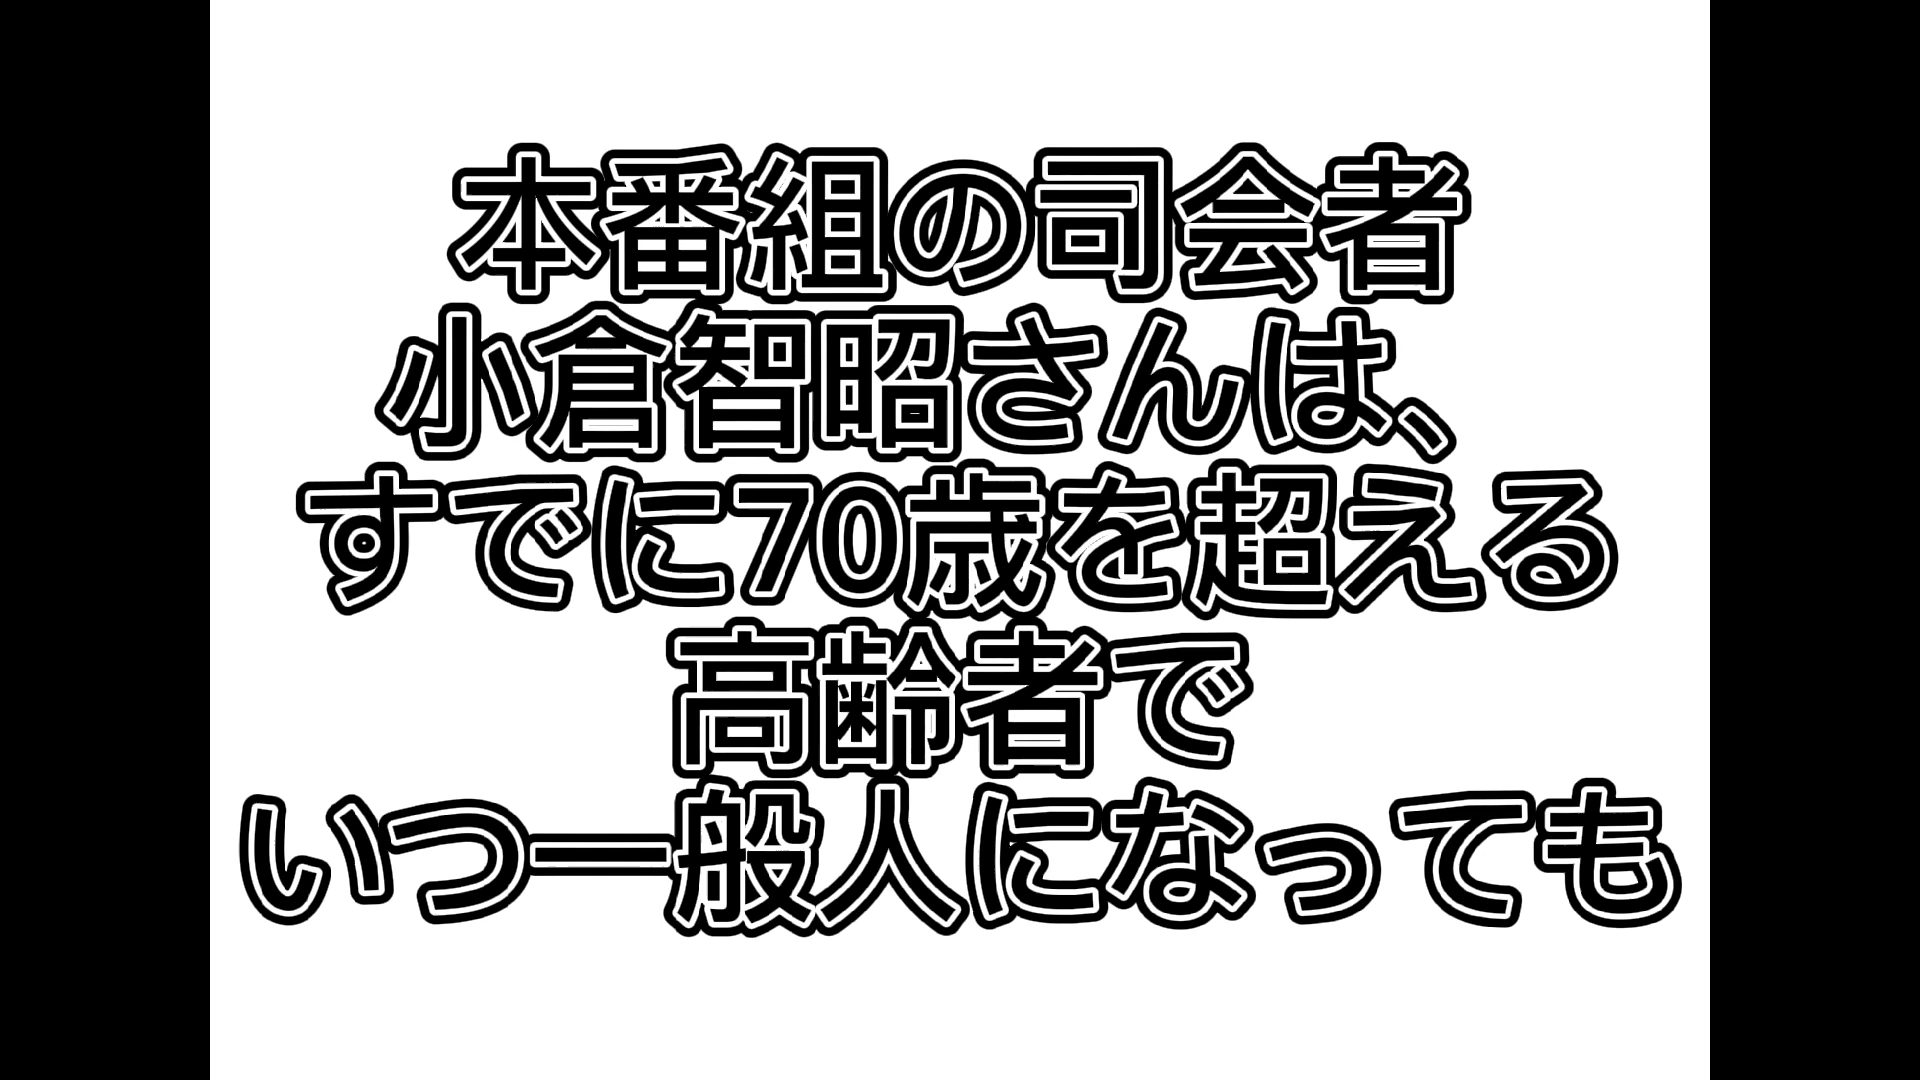 本番組の司会者
小倉智昭さんは、
すでに70歳を超える
高齢者で
いつ一般人になっても